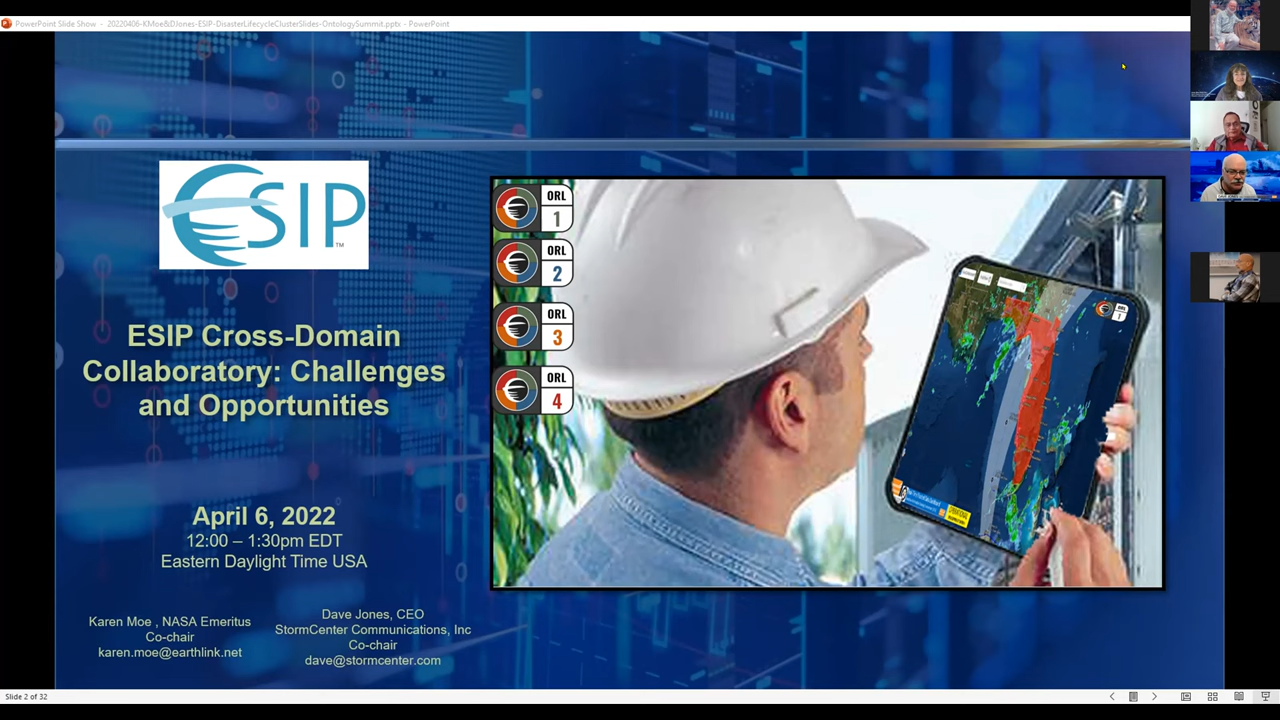 PowerPoint Slide Show - 20220406-KMoe&DJones-ESIP-DisasterLifecycleClusterSlides-OntologySummit.pptx - PowerPoint
ESIP™
ORL
1
ORL
2
ORL
3
ORL
4
ORL
1
ESIP Cross-Domain
Collaboratory: Challenges
and Opportunities
April 6, 2022
12:00 – 1:30pm EDT
Eastern Daylight Time USA
Karen Moe , NASA Emeritus
Co-chair
karen.moe@earthlink.net
Dave Jones, CEO
StormCenter Communications, Inc
Co-chair
dave@stormcenter.com
Slide 2 of 32